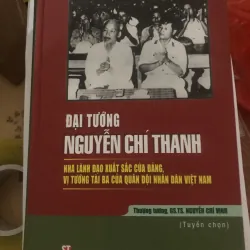 ĐẠI TƯỚNG
NGUYỄN CHÍ THANH
NHÀ LÃNH ĐẠO XUẤT SẮC CỦA ĐẢNG,
VỊ TƯỚNG TÀI BA CỦA QUÂN ĐỘI NHÂN DÂN VIỆT NAM
Thượng tướng, GS.TS. NGUYỄN CHÍ VỊNH
(Tuyển chọn)